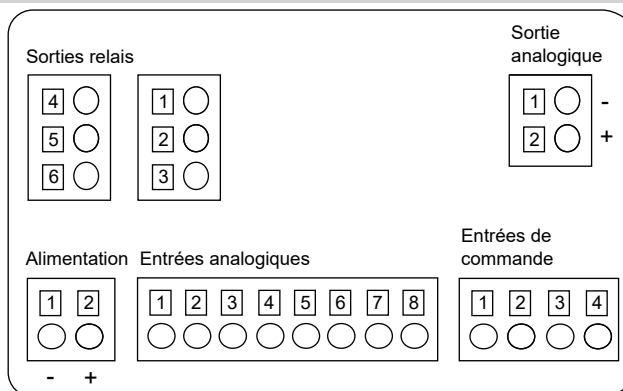 Sorties relais
Sortie
analogique
4 1 1 -
5 2 2 +
6 3
Alimentation Entrées analogiques
Entrées de
commande
1 2 1 2 3 4 5 6 7 8 1 2 3 4
- +